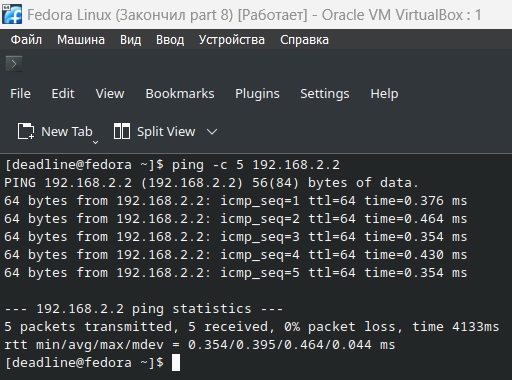 Fedora Linux (Закончил part 8) [Работает] - Oracle VM VirtualBox : 1
Файл Машина Вид Ввод Устройства Справка
File Edit View Bookmarks Plugins Settings Help
New Tab Split View
[deadline@fedora ~]$ ping -c 5 192.168.2.2
PING 192.168.2.2 (192.168.2.2) 56(84) bytes of data.
64 bytes from 192.168.2.2: icmp_seq=1 ttl=64 time=0.376 ms
64 bytes from 192.168.2.2: icmp_seq=2 ttl=64 time=0.464 ms
64 bytes from 192.168.2.2: icmp_seq=3 ttl=64 time=0.354 ms
64 bytes from 192.168.2.2: icmp_seq=4 ttl=64 time=0.430 ms
64 bytes from 192.168.2.2: icmp_seq=5 ttl=64 time=0.354 ms
--- 192.168.2.2 ping statistics ---
5 packets transmitted, 5 received, 0% packet loss, time 4133ms
rtt min/avg/max/mdev = 0.354/0.395/0.464/0.044 ms
[deadline@fedora ~]$